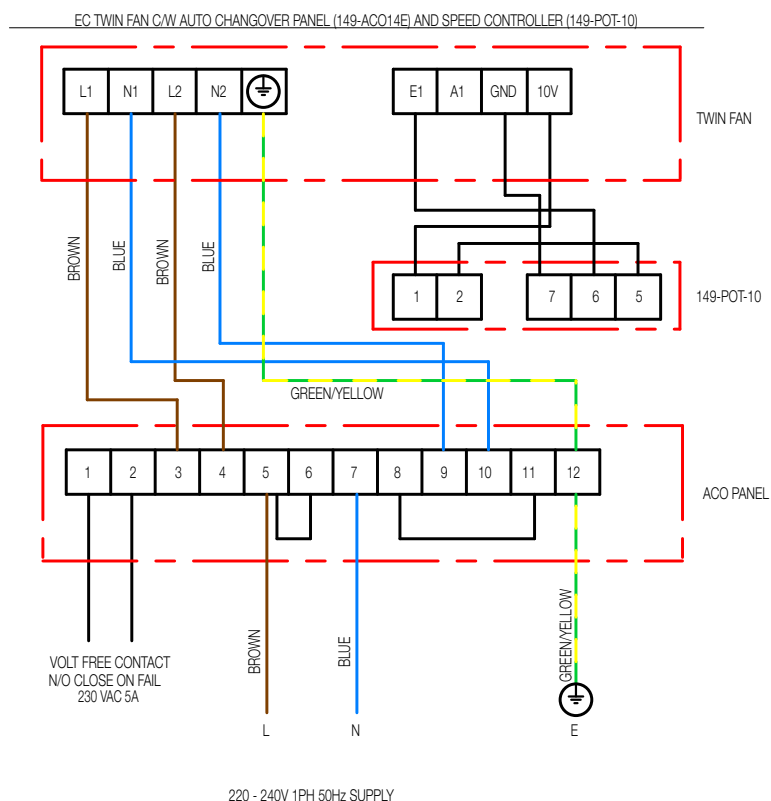 EC TWIN FAN C/W AUTO CHANGOVER PANEL (149-ACO14E) AND SPEED CONTROLLER (149-POT-10)
L1 N1 L2 N2
E1 A1 GND 10V
TWIN FAN
BROWN
BLUE
BROWN
BLUE
1 2 7 6 5
149-POT-10
GREEN/YELLOW
1 2 3 4 5 6 7 8 9 10 11 12
ACO PANEL
VOLT FREE CONTACT
N/O CLOSE ON FAIL
230 VAC 5A
BROWN
BLUE
GREEN/YELLOW
L
N
E
220 - 240V 1PH 50Hz SUPPLY